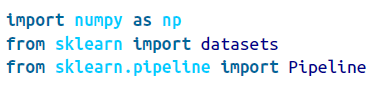 import numpy as np
from sklearn import datasets
from sklearn.pipeline import Pipeline